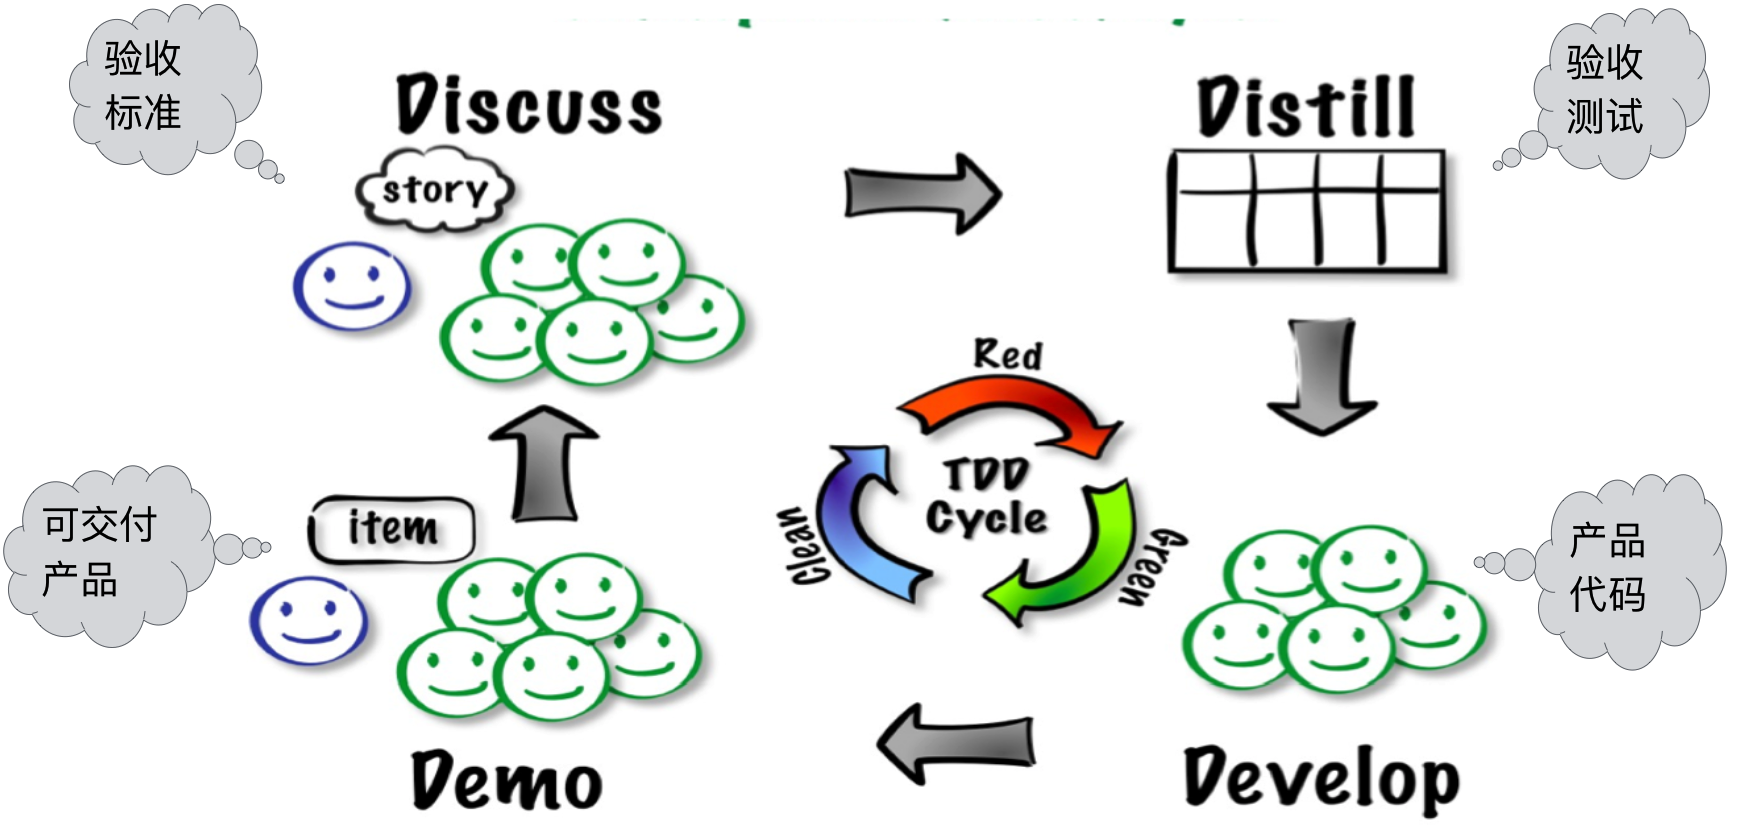 验收
标准
Discuss
story
Distill
验收
测试
Red
TDD
Cycle
Green
Clean
可交付
产品
item
Demo
产品
代码
Develop